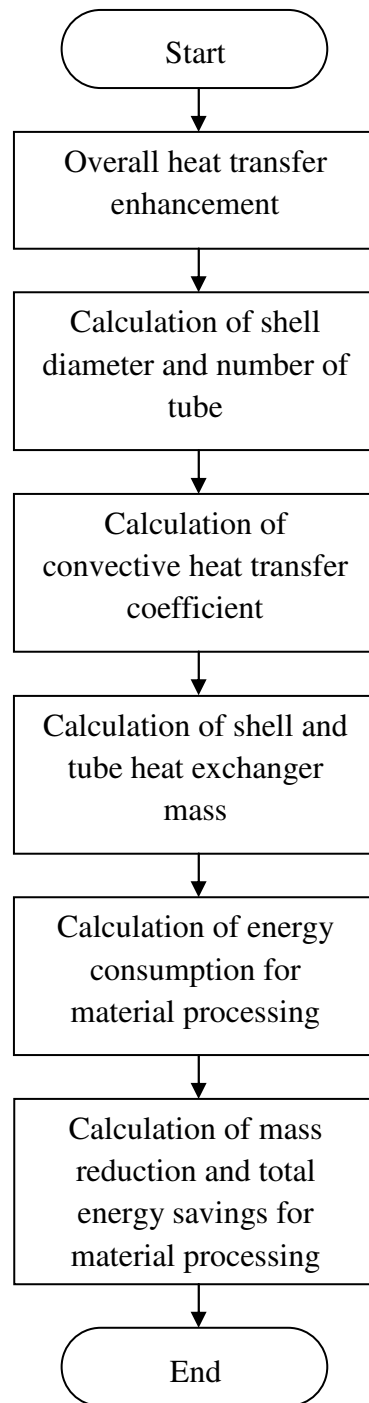 Start
Overall heat transfer
enhancement
Calculation of shell
diameter and number of
tube
Calculation of
convective heat transfer
coefficient
Calculation of shell and
tube heat exchanger
mass
Calculation of energy
consumption for
material processing
Calculation of mass
reduction and total
energy savings for
material processing
End